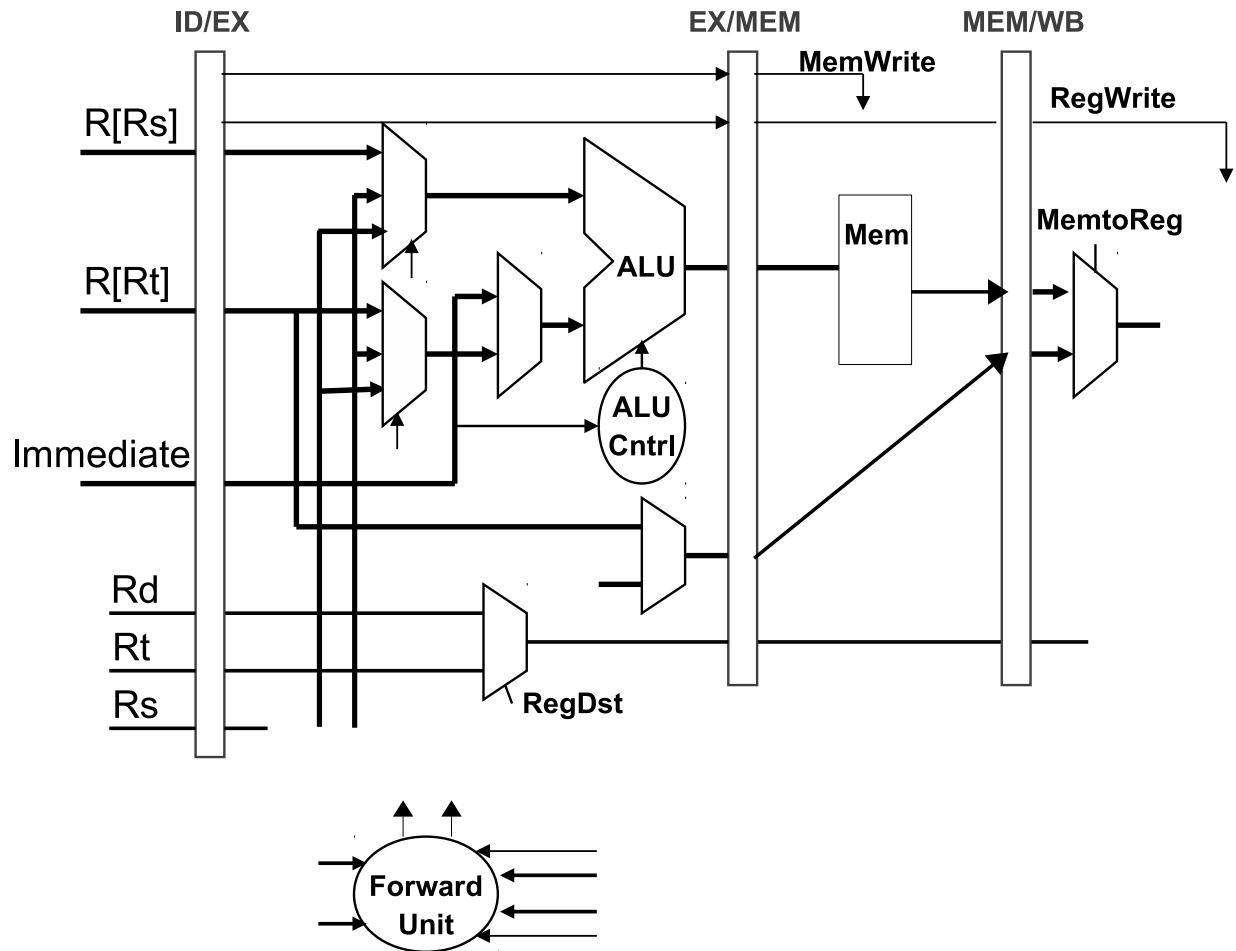 ID/EX
EX/MEM
MEM/WB
MemWrite
RegWrite
R[Rs]
Mem
MemtoReg
R[Rt]
ALU
ALU
Cntrl
Immediate
Rd
Rt
RegDst
Rs
Forward
Unit